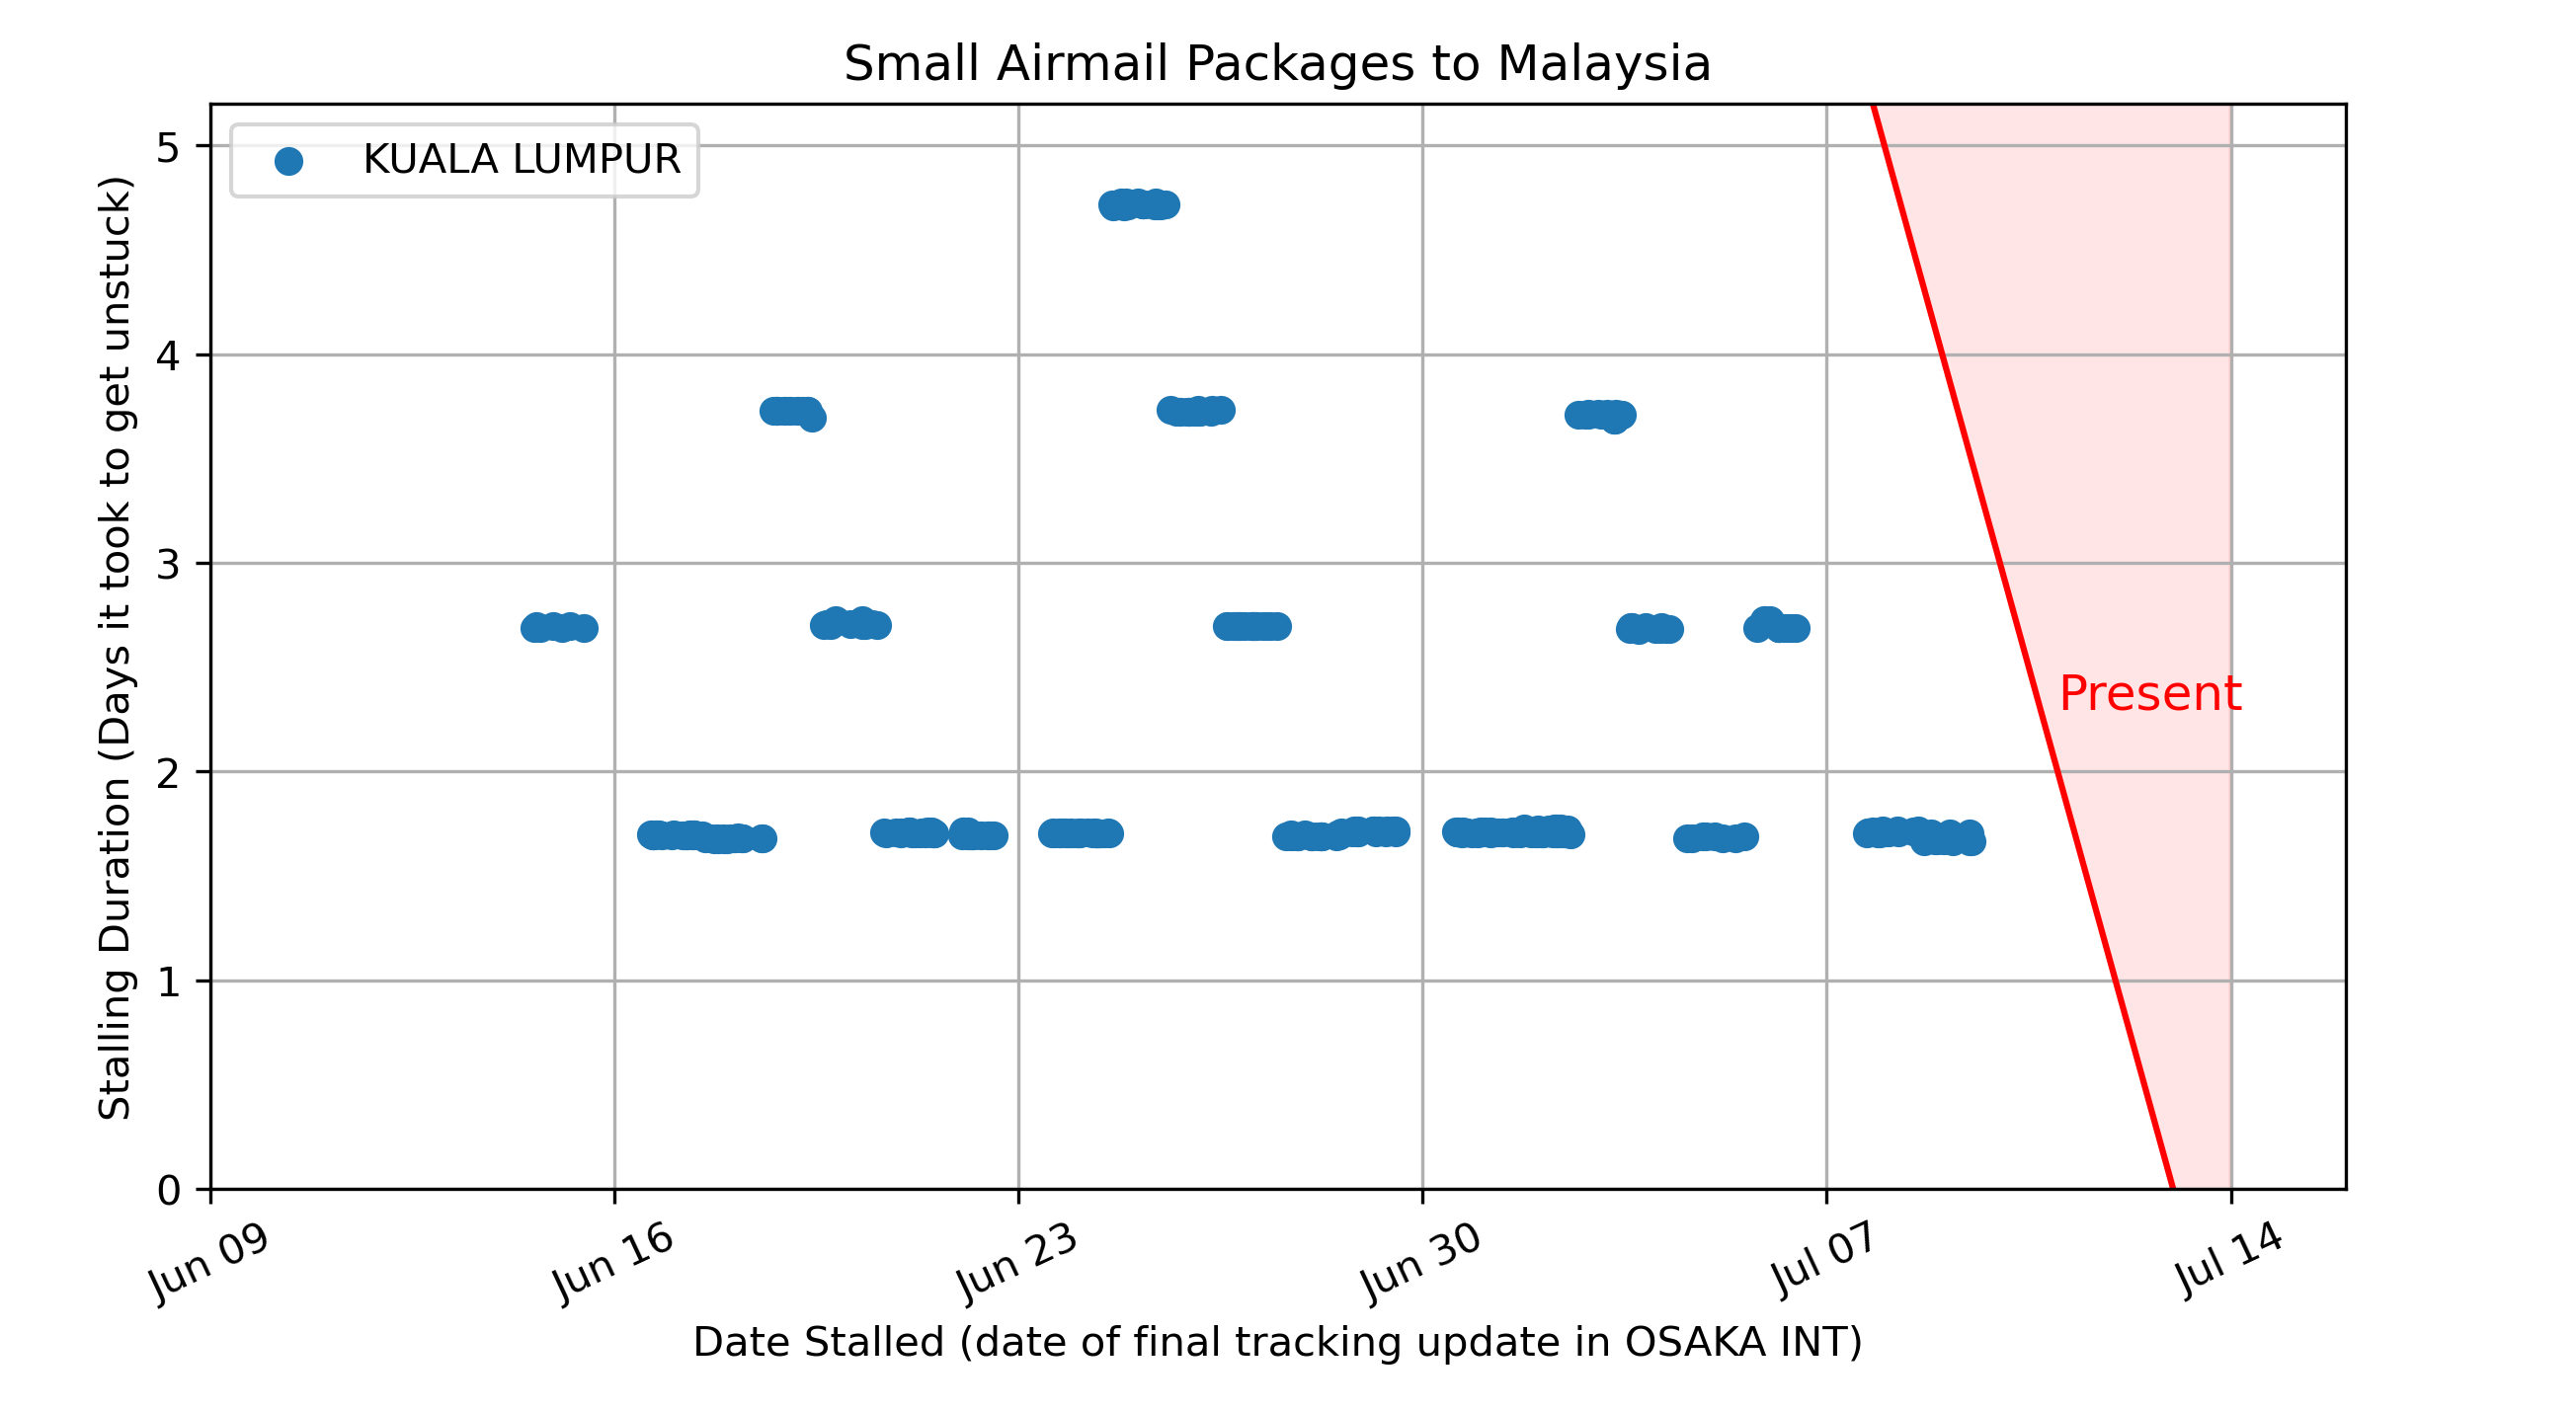 Small Airmail Packages to Malaysia
KUALA LUMPUR
Stalling Duration (Days it took to get unstuck)
5
4
3
2
1
0
Present
Jun 09
Jun 16
Jun 23
Jun 30
Jul 07
Jul 14
Date Stalled (date of final tracking update in OSAKA INT)